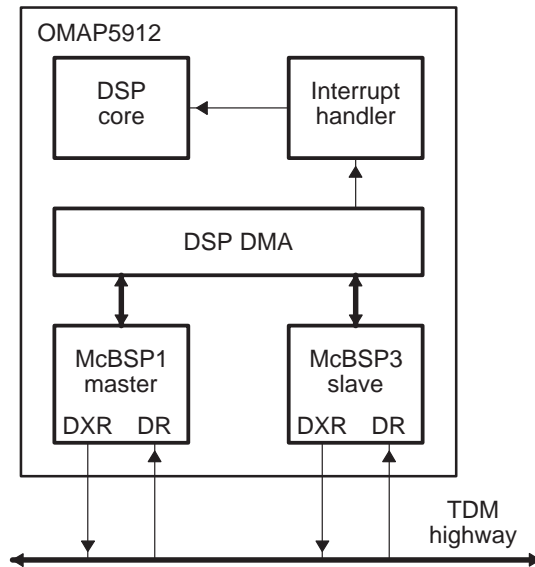 OMAP5912
DSP
core
Interrupt
handler
DSP DMA
McBSP1
master
DXR DR
McBSP3
slave
DXR DR
TDM
highway